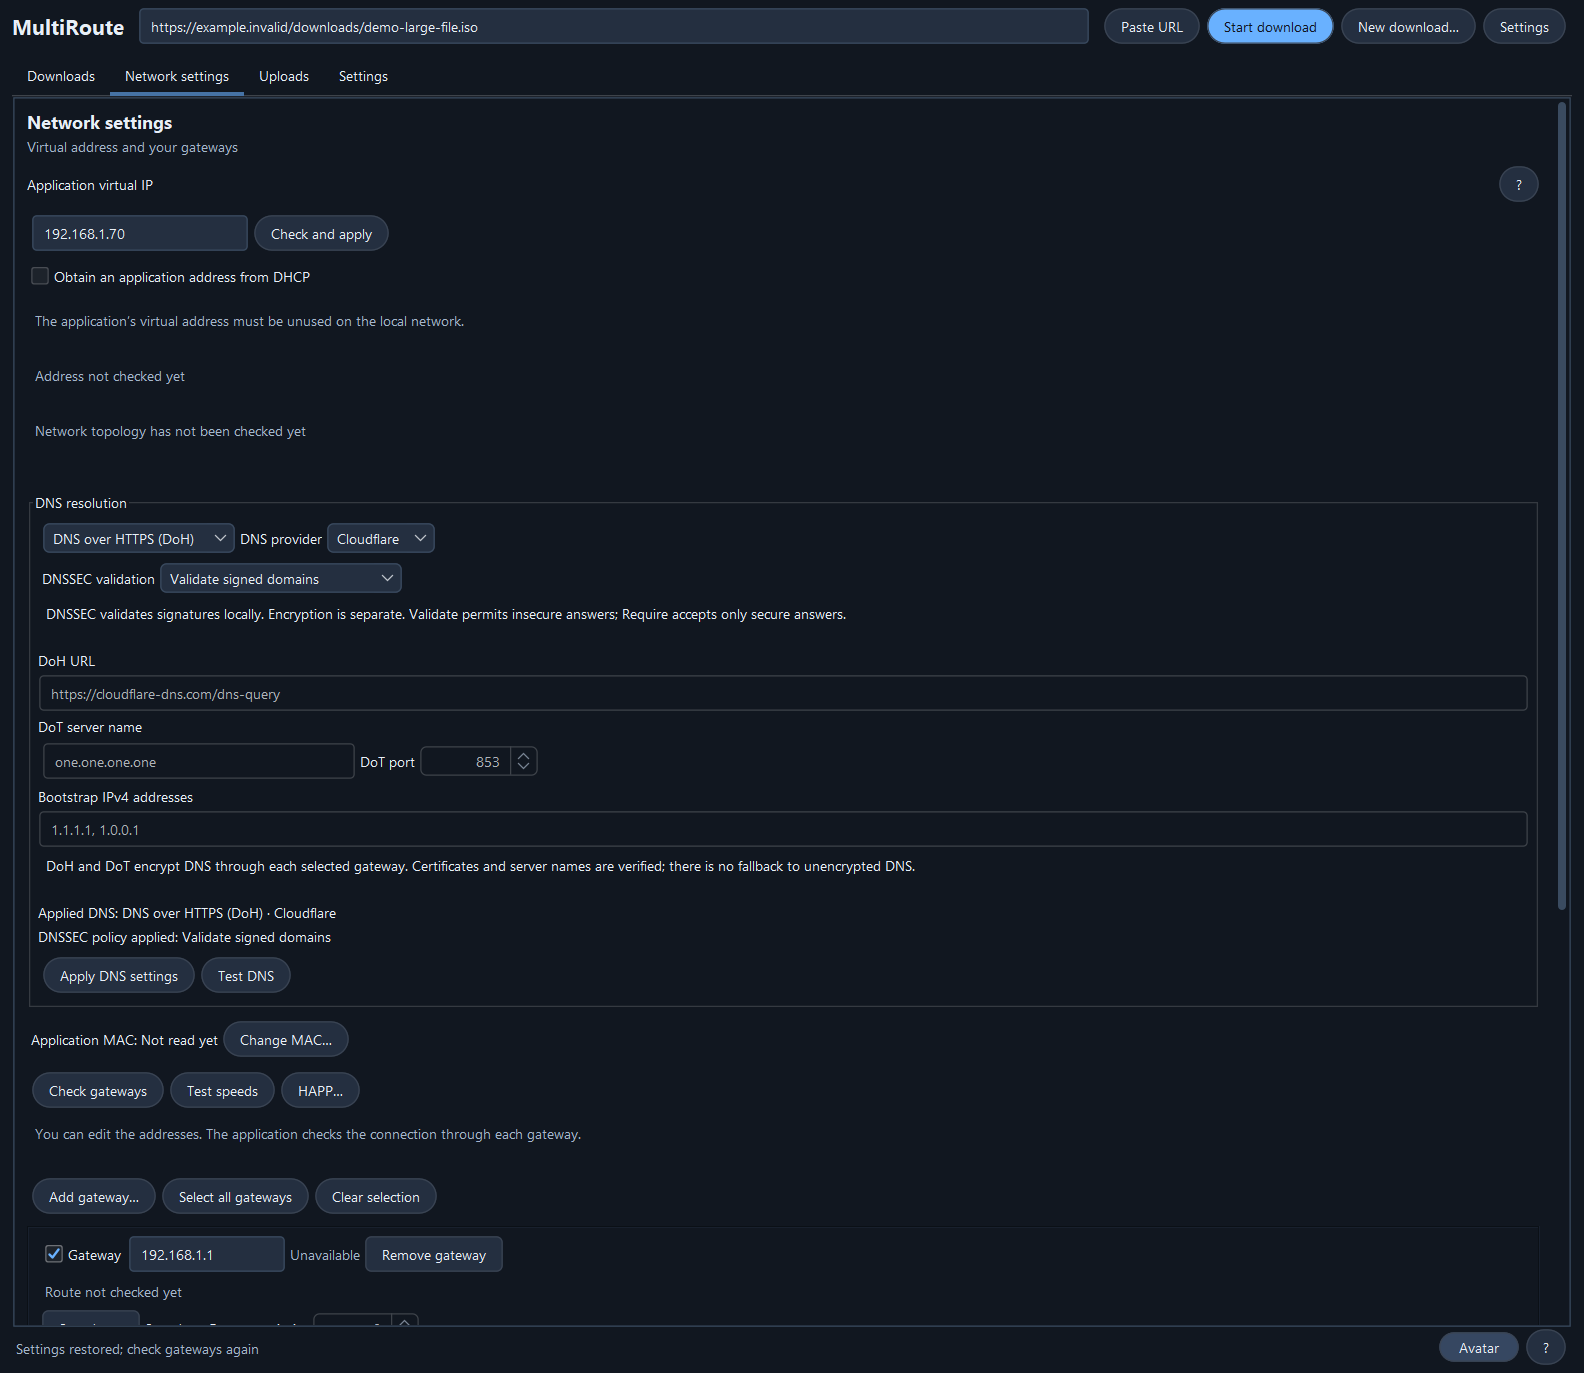 MultiRoute
https://example.invalid/downloads/demo-large-file.iso
Paste URL
Start download
New download...
Settings
Downloads
Network settings
Uploads
Settings
Network settings
Virtual address and your gateways
Application virtual IP
?
192.168.1.70
Check and apply
Obtain an application address from DHCP
The application's virtual address must be unused on the local network.
Address not checked yet
Network topology has not been checked yet
DNS resolution
DNS over HTTPS (DoH)
DNS provider
Cloudflare
DNSSEC validation
Validate signed domains
DNSSEC validates signatures locally. Encryption is separate. Validate permits insecure answers; Require accepts only secure answers.
DoH URL
https://cloudflare-dns.com/dns-query
DoT server name
one.one.one.one
DoT port
853
Bootstrap IPv4 addresses
1.1.1.1, 1.0.0.1
DoH and DoT encrypt DNS through each selected gateway. Certificates and server names are verified; there is no fallback to unencrypted DNS.
Applied DNS: DNS over HTTPS (DoH) · Cloudflare
DNSSEC policy applied: Validate signed domains
Apply DNS settings
Test DNS
Application MAC: Not read yet
Change MAC...
Check gateways
Test speeds
HAPP...
You can edit the addresses. The application checks the connection through each gateway.
Add gateway...
Select all gateways
Clear selection
Gateway
192.168.1.1
Unavailable
Remove gateway
Route not checked yet
Settings restored; check gateways again
Avatar
?